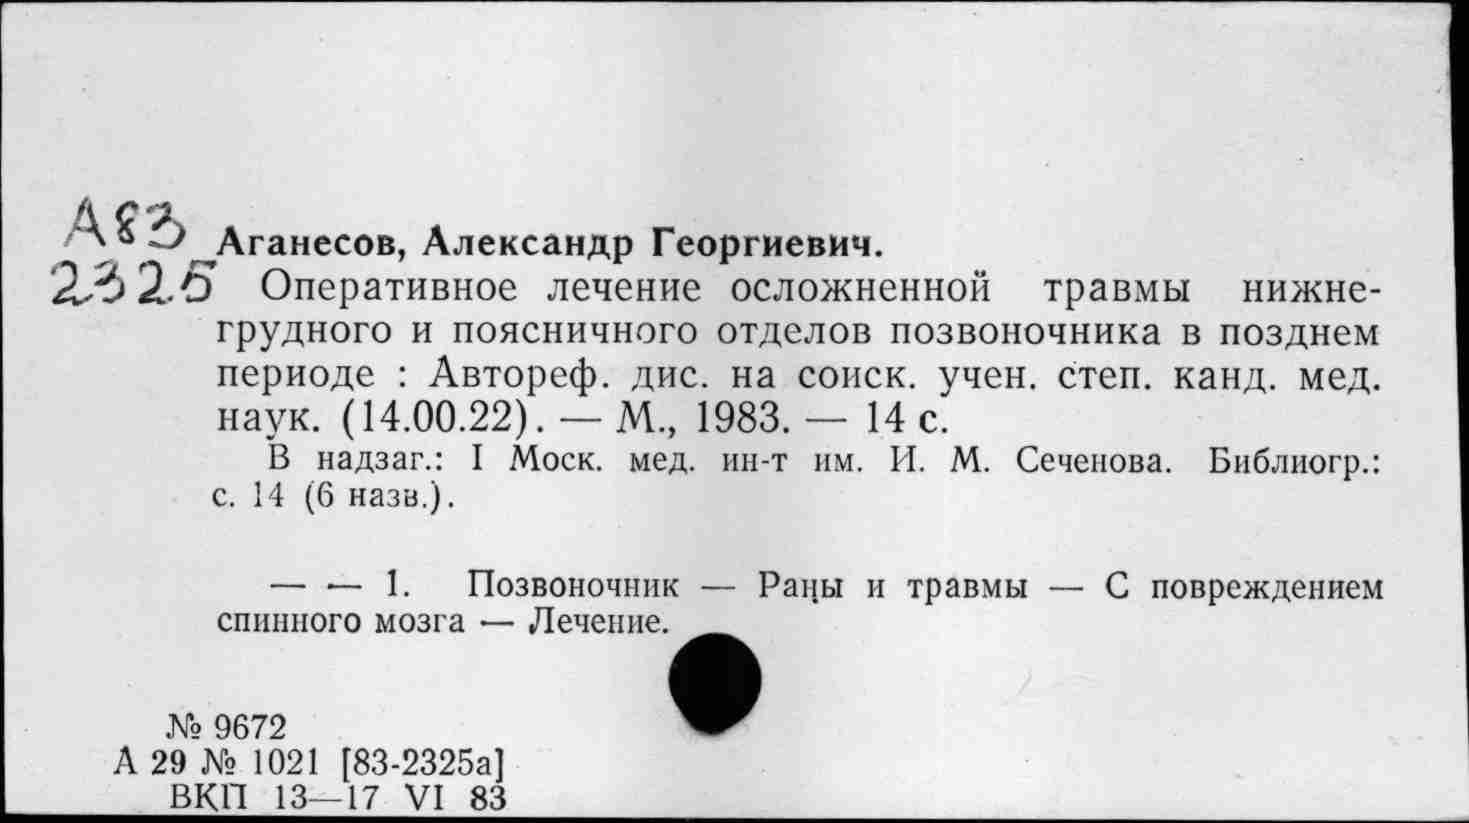 А83
2325
Аганесов, Александр Георгиевич.
Оперативное лечение осложненной травмы нижне-
грудного и поясничного отделов позвоночника в позднем
периоде : Автореф. дис. на соиск. учен. степ. канд. мед.
наук. (14.00.22). — М., 1983. — 14 с.
В надзаг.: I Моск. мед. ин-т им. И. М. Сеченова. Библиогр.:
с. 14 (6 назв.).
— — 1. Позвоночник — Раны и травмы — С повреждением
спинного мозга — Лечение.
№ 9672
А 29 № 1021 [83-2325а]
ВКП 13—17 VI 83